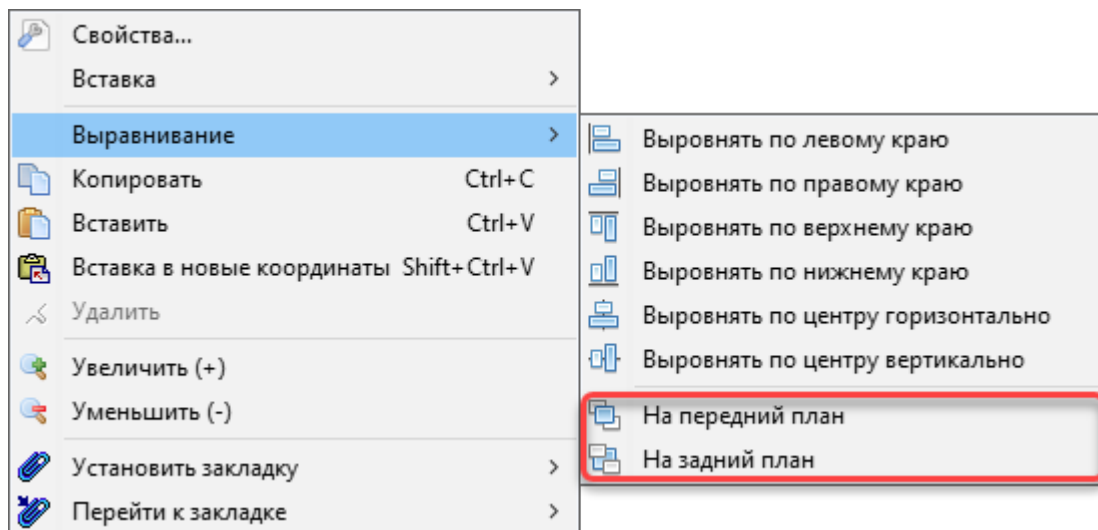 Свойства...
Вставка
Выравнивание
Копировать Ctrl+C
Вставить Ctrl+V
Вставка в новые координаты Shift+Ctrl+V
Удалить
Увеличить (+)
Уменьшить (-)
Установить закладку
Перейти к закладке
Выровнять по левому краю
Выровнять по правому краю
Выровнять по верхнему краю
Выровнять по нижнему краю
Выровнять по центру горизонтально
Выровнять по центру вертикально
На передний план
На задний план